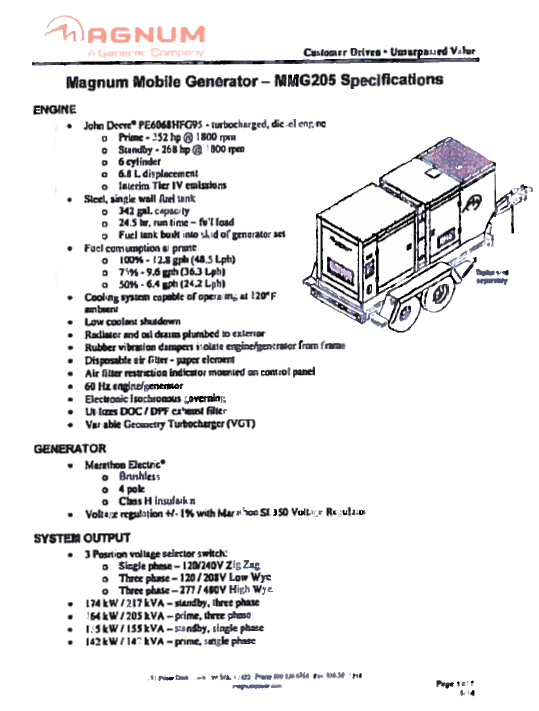 MAGNUM
A Generac Company
Customer Driven • Unsurpassed Value
Magnum Mobile Generator – MMG205 Specifications
ENGINE
• John Deere® PE6068HFG95 - turbocharged, diesel engine
o Prime - 252 hp @ 1800 rpm
o Standby - 268 hp @ 1800 rpm
o 6 cylinder
o 6.8 L displacement
o Interim Tier IV emissions
• Steel, single wall fuel tank
o 342 gal. capacity
o 24.5 hr. run time – full load
o Fuel tank built into skid of generator set
• Fuel consumption at prime
o 100% - 12.8 gph (48.5 Lph)
o 75% - 9.6 gph (36.3 Lph)
o 50% - 6.4 gph (24.2 Lph)
• Cooling system capable of operating at 120°F
ambient
• Low coolant shutdown
• Radiator and oil drains plumbed to exterior
• Rubber vibration dampers isolate engine/generator from frame
• Disposable air filter - paper element
• Air filter restriction indicator mounted on control panel
• 60 Hz engine/generator
• Electronic Isochronous governing
• Utilizes DOC / DPF exhaust filter
• Variable Geometry Turbocharger (VGT)
Trailer sold
separately
GENERATOR
• Marathon Electric®
o Brushless
o 4 pole
o Class H insulation
• Voltage regulation +/- 1% with Marathon SE350 Voltage Regulator
SYSTEM OUTPUT
• 3 Position voltage selector switch:
o Single phase – 120/240V Zig Zag
o Three phase – 120 / 208V Low Wye
o Three phase – 277 / 480V High Wye
• 174 kW / 217 kVA – standby, three phase
• 164 kW / 205 kVA – prime, three phase
• kW / 155 kVA – standby, single phase
• 142 kW / kVA – prime, single phase
Power Drive Phone
Page 1 of